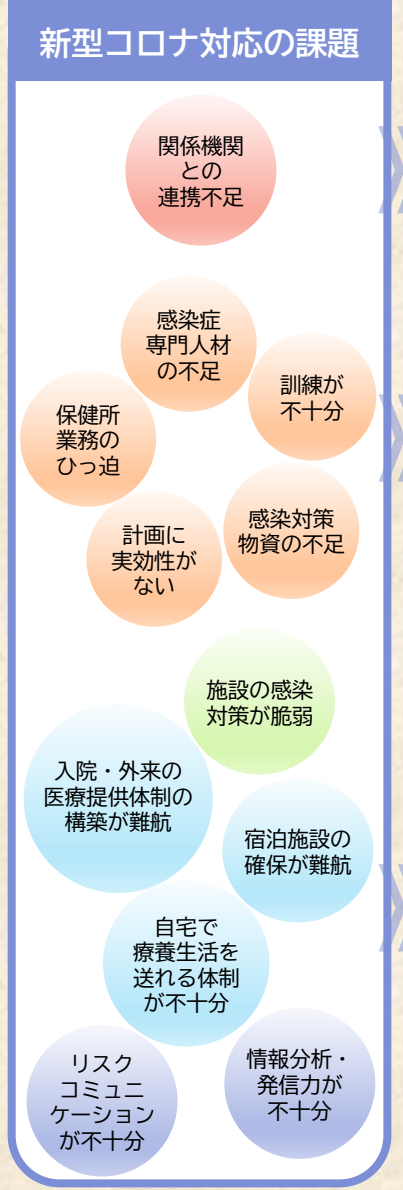 新型コロナ対応の課題
関係機関
との
連携不足
感染症
専門人材
の不足
訓練が
不十分
保健所
業務の
ひっ迫
感染対策
物資の不足
計画に
実効性が
ない
施設の感染
対策が脆弱
入院・外来の
医療提供体制の
構築が難航
宿泊施設の
確保が難航
自宅で
療養生活を
送れる体制
が不十分
リスク
コミュニ
ケーション
が不十分
情報分析・
発信力が
不十分